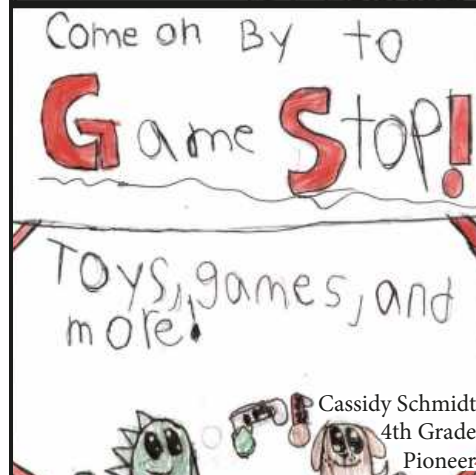 Come on By to
Game Stop!
Toys, games, and
more!
Cassidy Schmidt
4th Grade
Pioneer